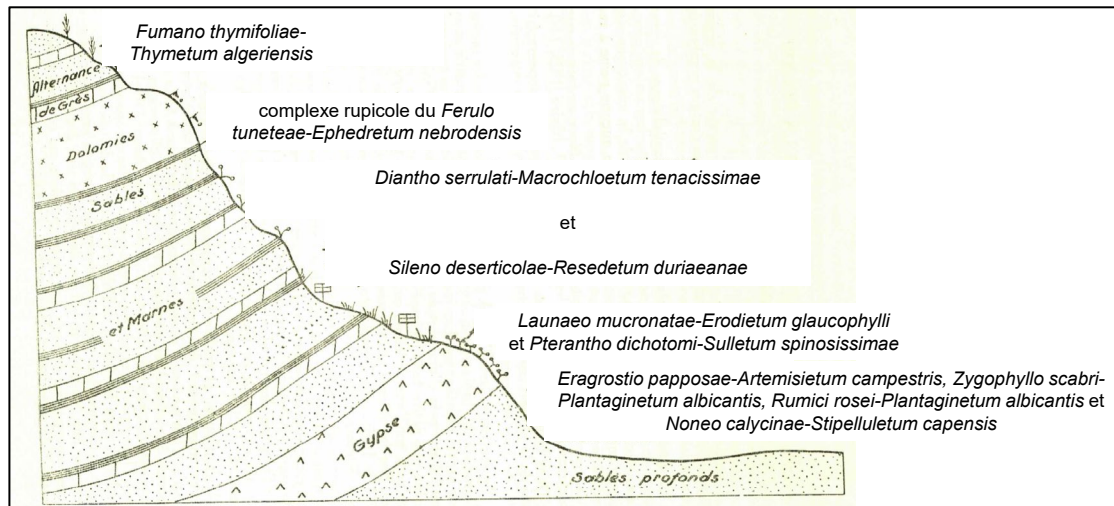 Fumano thymifoliae-
Thymetum algeriensis
Alternance
de Grès
complexe rupicole du Ferulo
tuneteae-Ephedretum nebrodensis
Dolomies
Diantho serrulati-Macrochloetum tenacissimae
Sables
et
Sileno deserticolae-Resedetum duriaeanae
et Marnes
Launaeo mucronatae-Erodietum glaucophylli
et Pterantho dichotomi-Sulletum spinosissimae
Eragrostio papposae-Artemisietum campestris, Zygophyllo scabri-
Plantaginetum albicantis, Rumici rosei-Plantaginetum albicantis et
Noneo calycinae-Stipelluletum capensis
Gypse
Sables profonds